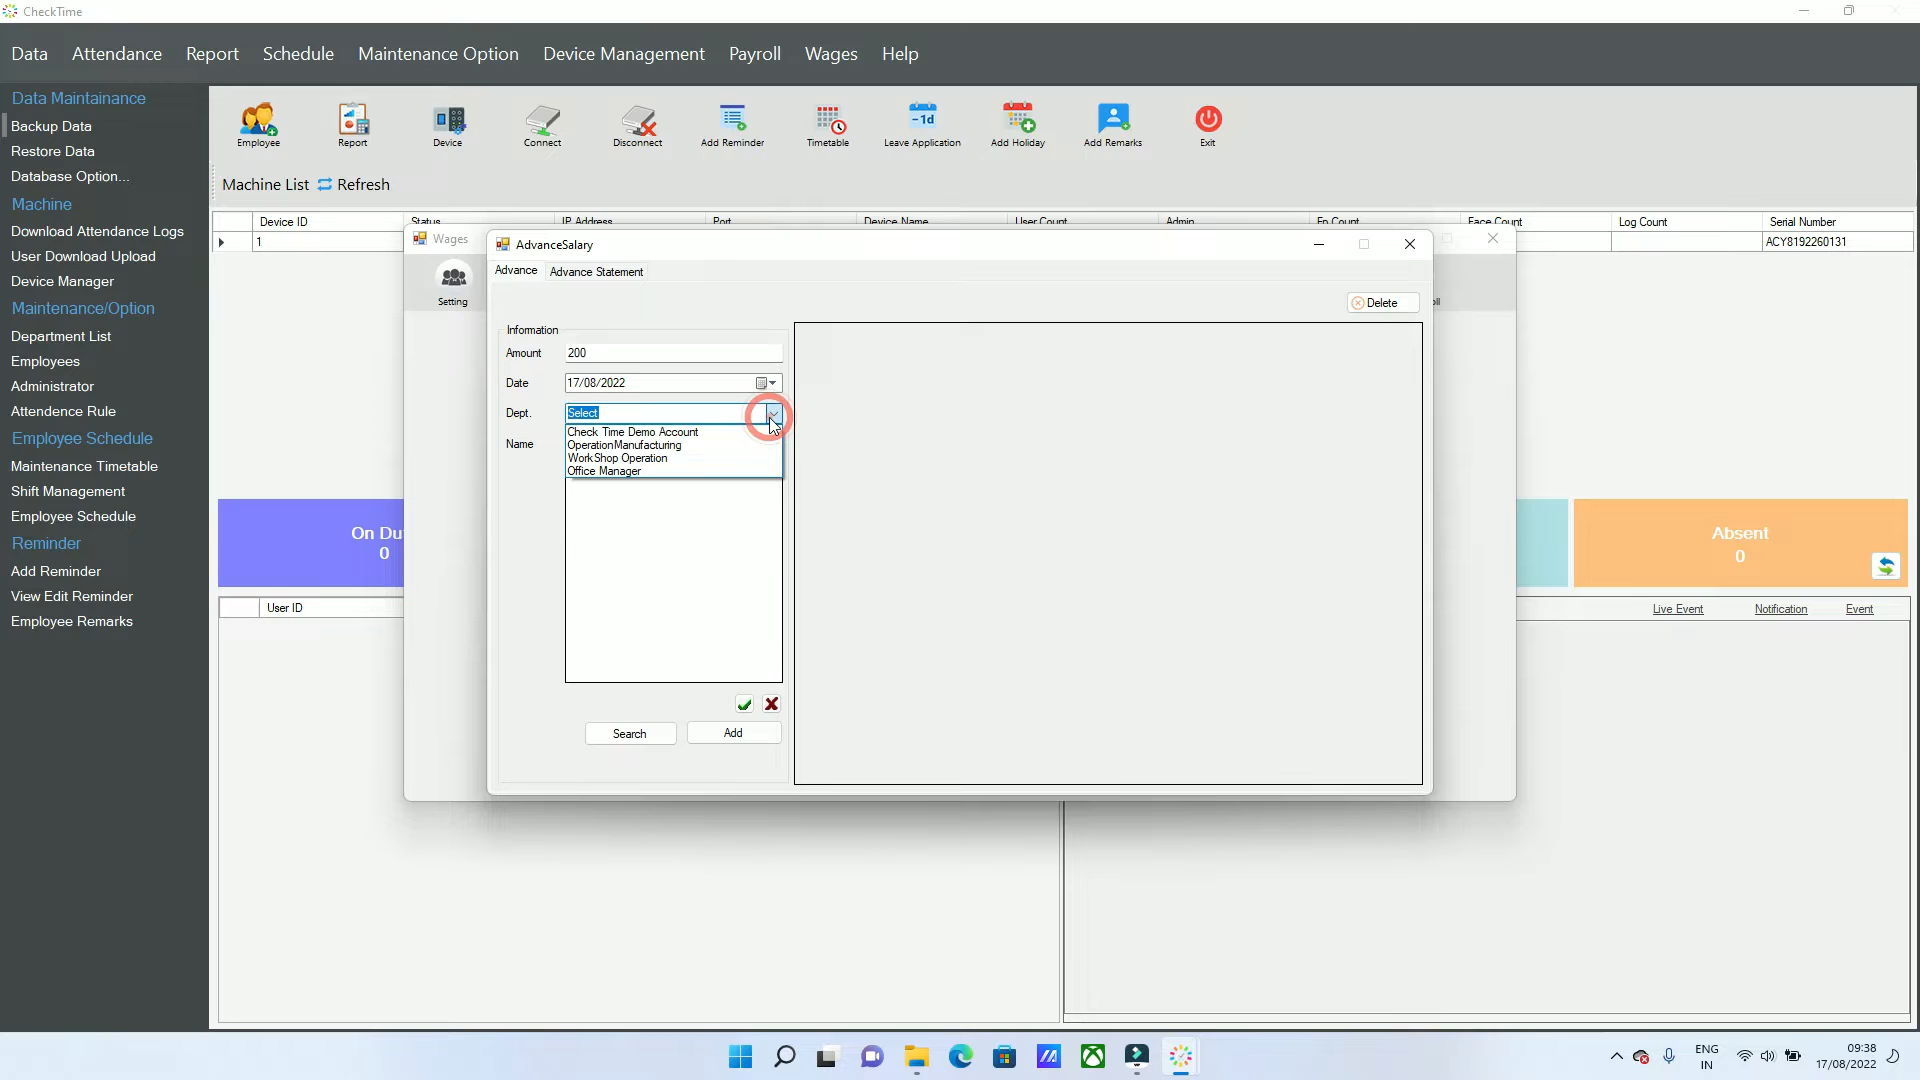 CheckTime
Data Attendance Report Schedule Maintenance Option Device Management Payroll Wages Help
Data Maintainance
Backup Data
Restore Data
Database Option...
Machine
Download Attendance Logs
User Download Upload
Device Manager
Maintenance/Option
Department List
Employees
Administrator
Attendence Rule
Employee Schedule
Maintenance Timetable
Shift Management
Employee Schedule
Reminder
Add Reminder
View Edit Reminder
Employee Remarks
Employee Report Device Connect Disconnect Add Reminder -1d Timetable Leave Application Add Holiday Add Remarks Exit
Machine List Refresh
Device ID Status IP Address Port Device Name User Count Admin Fp Count Face Count Log Count Serial Number
1 ACY8192260131
Wages
Setting
AdvanceSalary
Advance Advance Statement
Delete
Information
Amount 200
Date 17/08/2022
Dept. Select
Check Time Demo Account
OperationManufacturing
WorkShop Operation
Office Manager
Name
Search Add
On Du
0
Absent
0
User ID
Live Event Notification Event
ENG
IN
09:38
17/08/2022